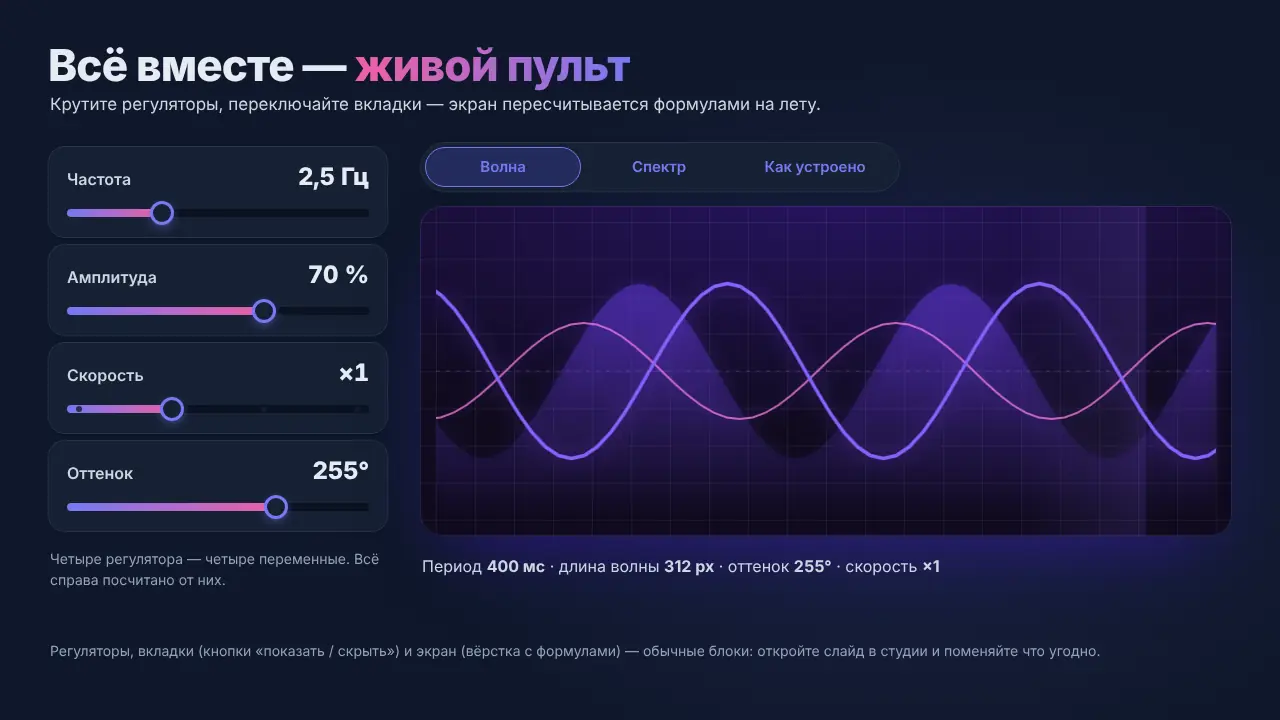 Всё вместе — живой пульт
Крутите регуляторы, переключайте вкладки — экран пересчитывается формулами на лету.
Частота 2,5 Гц
Амплитуда 70 %
Скорость ×1
Оттенок 255°
Четыре регулятора — четыре переменные. Всё
справа посчитано от них.
Волна Спектр Как устроено
Период 400 мс · длина волны 312 px · оттенок 255° · скорость ×1
Регуляторы, вкладки (кнопки «показать / скрыть») и экран (вёрстка с формулами) — обычные блоки: откройте слайд в студии и поменяйте что угодно.